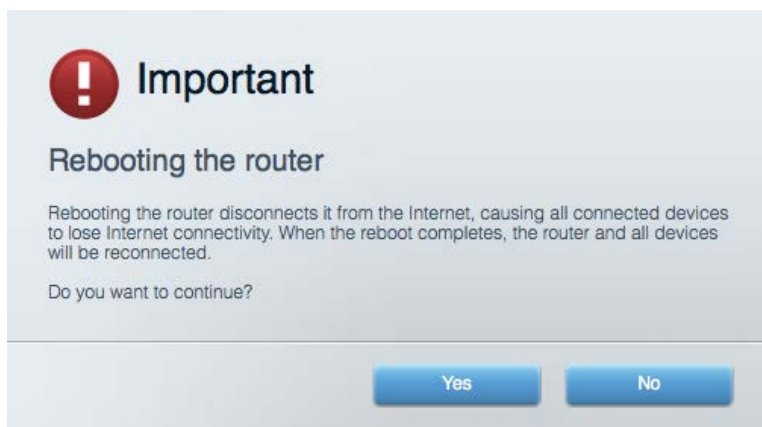 Important
Rebooting the router
Rebooting the router disconnects it from the Internet, causing all connected devices
to lose Internet connectivity. When the reboot completes, the router and all devices
will be reconnected.
Do you want to continue?
Yes
No